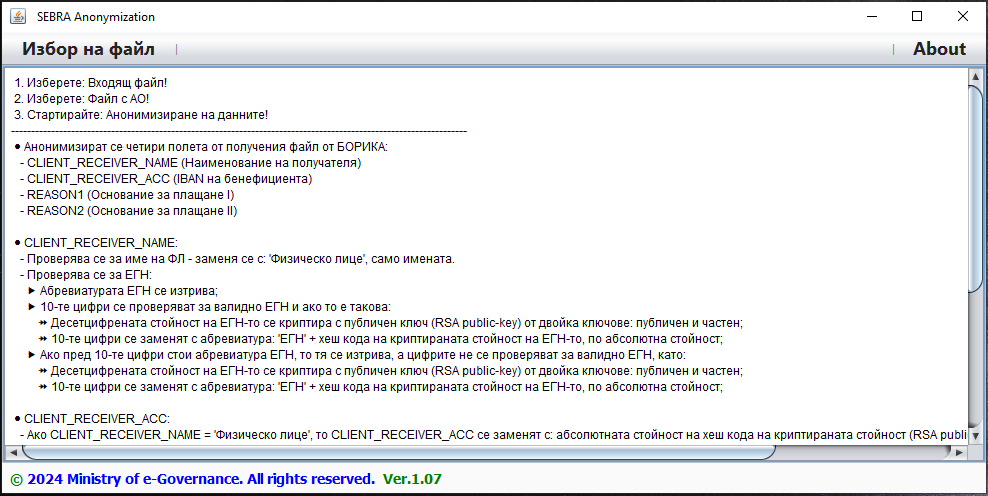 SEBRA Anonymization
Избор на файл | | About
1. Изберете: Входящ файл!
2. Изберете: Файл с АО!
3. Стартирайте: Анонимизиране на данните!
------------------------------------------------------------------------------------------------------------------
● Анонимизират се четири полета от получения файл от БОРИКА:
- CLIENT_RECEIVER_NAME (Наименование на получателя)
- CLIENT_RECEIVER_ACC (IBAN на бенефициента)
- REASON1 (Основание за плащане I)
- REASON2 (Основание за плащане II)
● CLIENT_RECEIVER_NAME:
- Проверява се за име на ФЛ - заменя се с: 'Физическо лице', само имената.
- Проверява се за ЕГН:
► Абревиатурата ЕГН се изтрива;
► 10-те цифри се проверяват за валидно ЕГН и ако то е такова:
↠ Десетцифрената стойност на ЕГН-то се криптира с публичен ключ (RSA public-key) от двойка ключове: публичен и частен;
↠ 10-те цифри се заменят с абревиатура: 'ЕГН' + хеш кода на криптираната стойност на ЕГН-то, по абсолютна стойност;
► Ако пред 10-те цифри стои абревиатура ЕГН, то тя се изтрива, а цифрите не се проверяват за валидно ЕГН, като:
↠ Десетцифрената стойност на ЕГН-то се криптира с публичен ключ (RSA public-key) от двойка ключове: публичен и частен;
↠ 10-те цифри се заменят с абревиатура: 'ЕГН' + хеш кода на криптираната стойност на ЕГН-то, по абсолютна стойност;
● CLIENT_RECEIVER_ACC:
- Ако CLIENT_RECEIVER_NAME = 'Физическо лице', то CLIENT_RECEIVER_ACC се заменят с: абсолютната стойност на хеш кода на криптираната стойност (RSA publi
© 2024 Ministry of e-Governance. All rights reserved. Ver.1.07